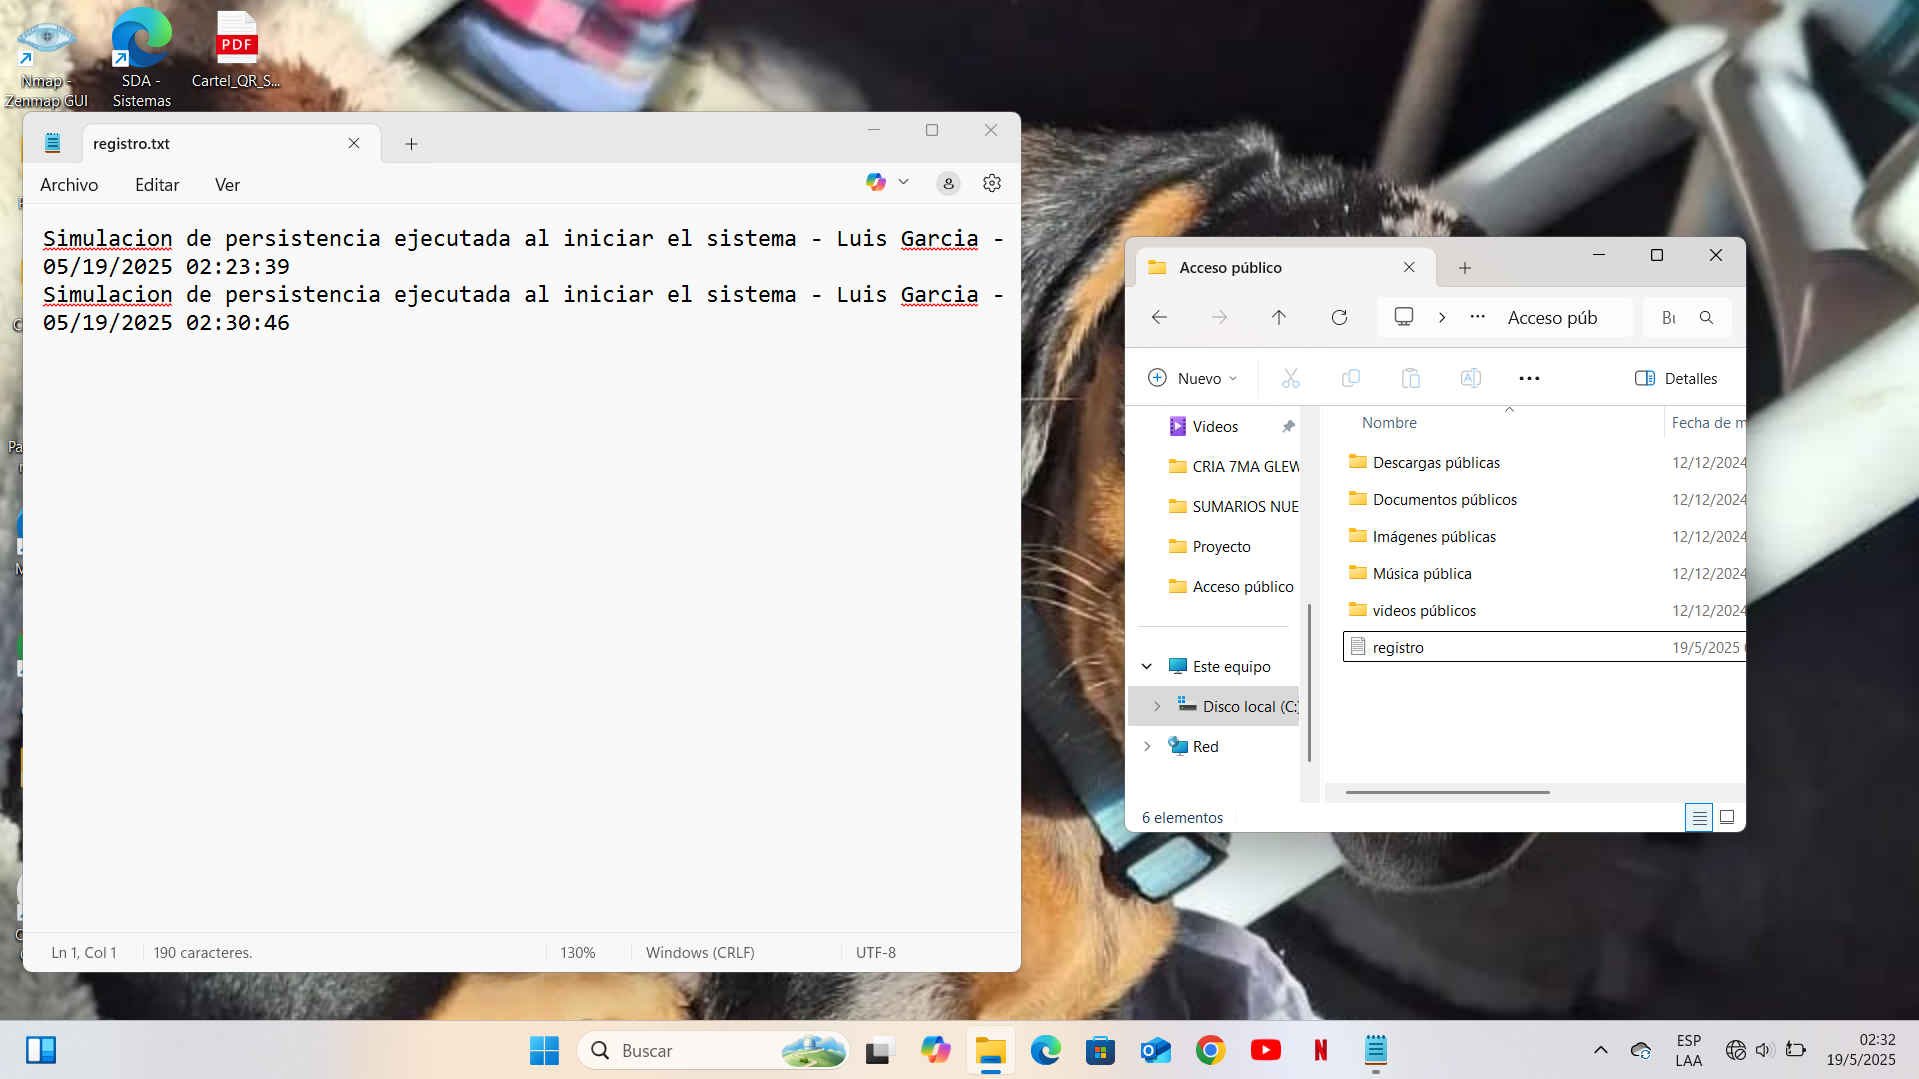 Nmap -
Zenmap GUI
SDA -
Sistemas
PDF
Cartel_QR_S...
registro.txt
Archivo
Editar
Ver
Simulacion de persistencia ejecutada al iniciar el sistema - Luis Garcia -
05/19/2025 02:23:39
Simulacion de persistencia ejecutada al iniciar el sistema - Luis Garcia -
05/19/2025 02:30:46
Ln 1, Col 1
190 caracteres.
130%
Windows (CRLF)
UTF-8
Acceso público
Acceso púb
Nuevo
Detalles
Videos
CRIA 7MA GLEW
SUMARIOS NUE
Proyecto
Acceso público
Este equipo
Disco local (C:)
Red
Nombre
Fecha de m
Descargas públicas
12/12/2024
Documentos públicos
12/12/2024
Imágenes públicas
12/12/2024
Música pública
12/12/2024
videos públicos
12/12/2024
registro
19/5/2025
6 elementos
Buscar
ESP
LAA
02:32
19/5/2025